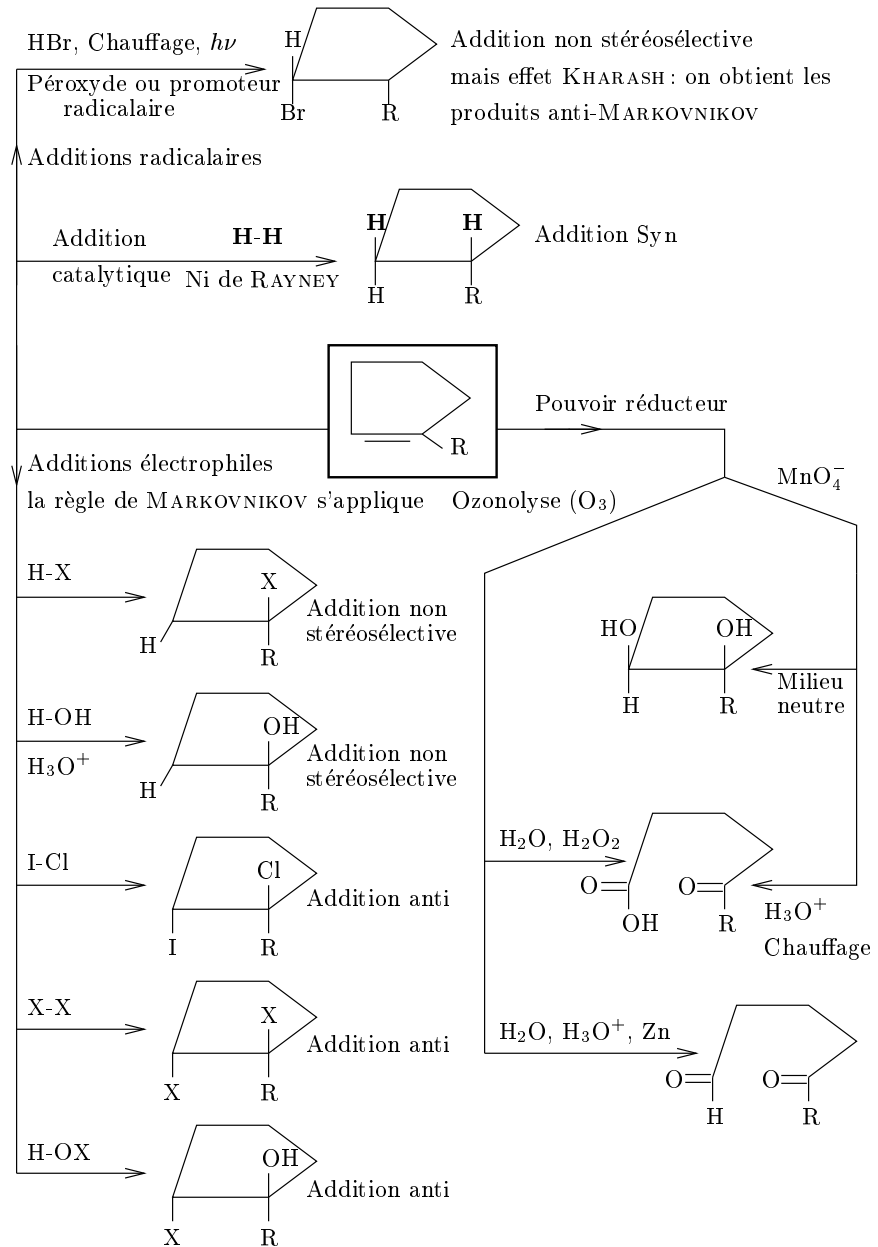 HBr, Chauffage, hν
Péroxyde ou promoteur
radicalaire
H
Br
R
Addition non stéréosélective
mais effet KHARASH : on obtient les
produits anti-MARKOVNIKOV
Additions radicalaires
Addition
catalytique
H-H
Ni de RAYNEY
H
H
H
R
Addition Syn
R
Pouvoir réducteur
Additions électrophiles
la règle de MARKOVNIKOV s'applique
Ozonolyse (O₃)
MnO₄⁻
H-X
X
H
R
Addition non
stéréosélective
HO
OH
H
R
Milieu
neutre
H-OH
H₃O⁺
OH
H
R
Addition non
stéréosélective
I-Cl
Cl
I
R
Addition anti
H₂O, H₂O₂
O
OH
O
R
H₃O⁺
Chauffage
X-X
X
X
R
Addition anti
H₂O, H₃O⁺, Zn
O
H
O
R
H-OX
OH
X
R
Addition anti